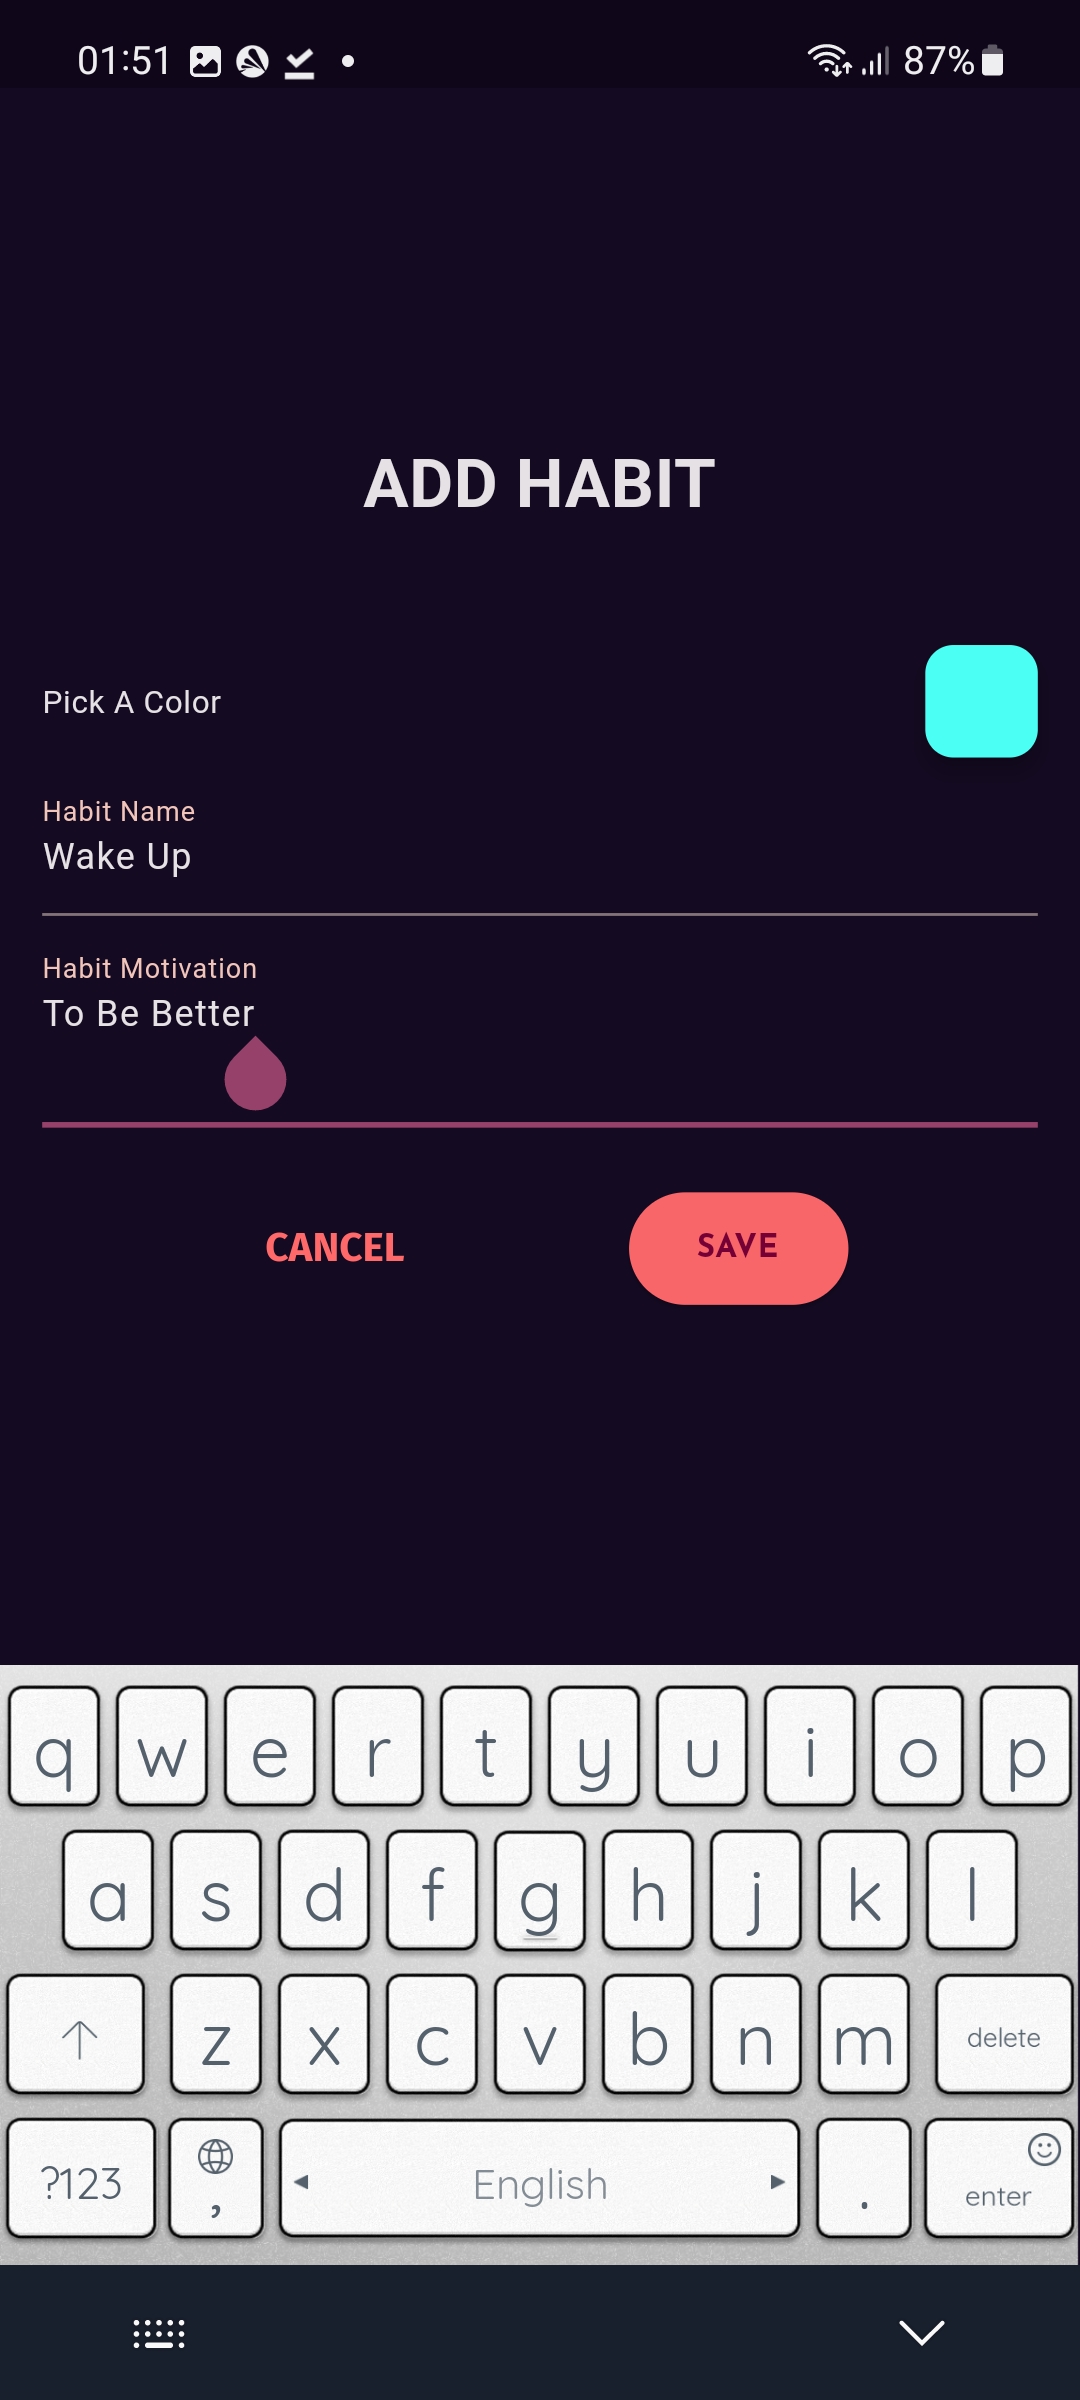 01:51
87%
ADD HABIT
Pick A Color
Habit Name
Wake Up
Habit Motivation
To Be Better
CANCEL
SAVE
q w e r t y u i o p
a s d f g h j k l
z x c v b n m delete
?123 , English . enter